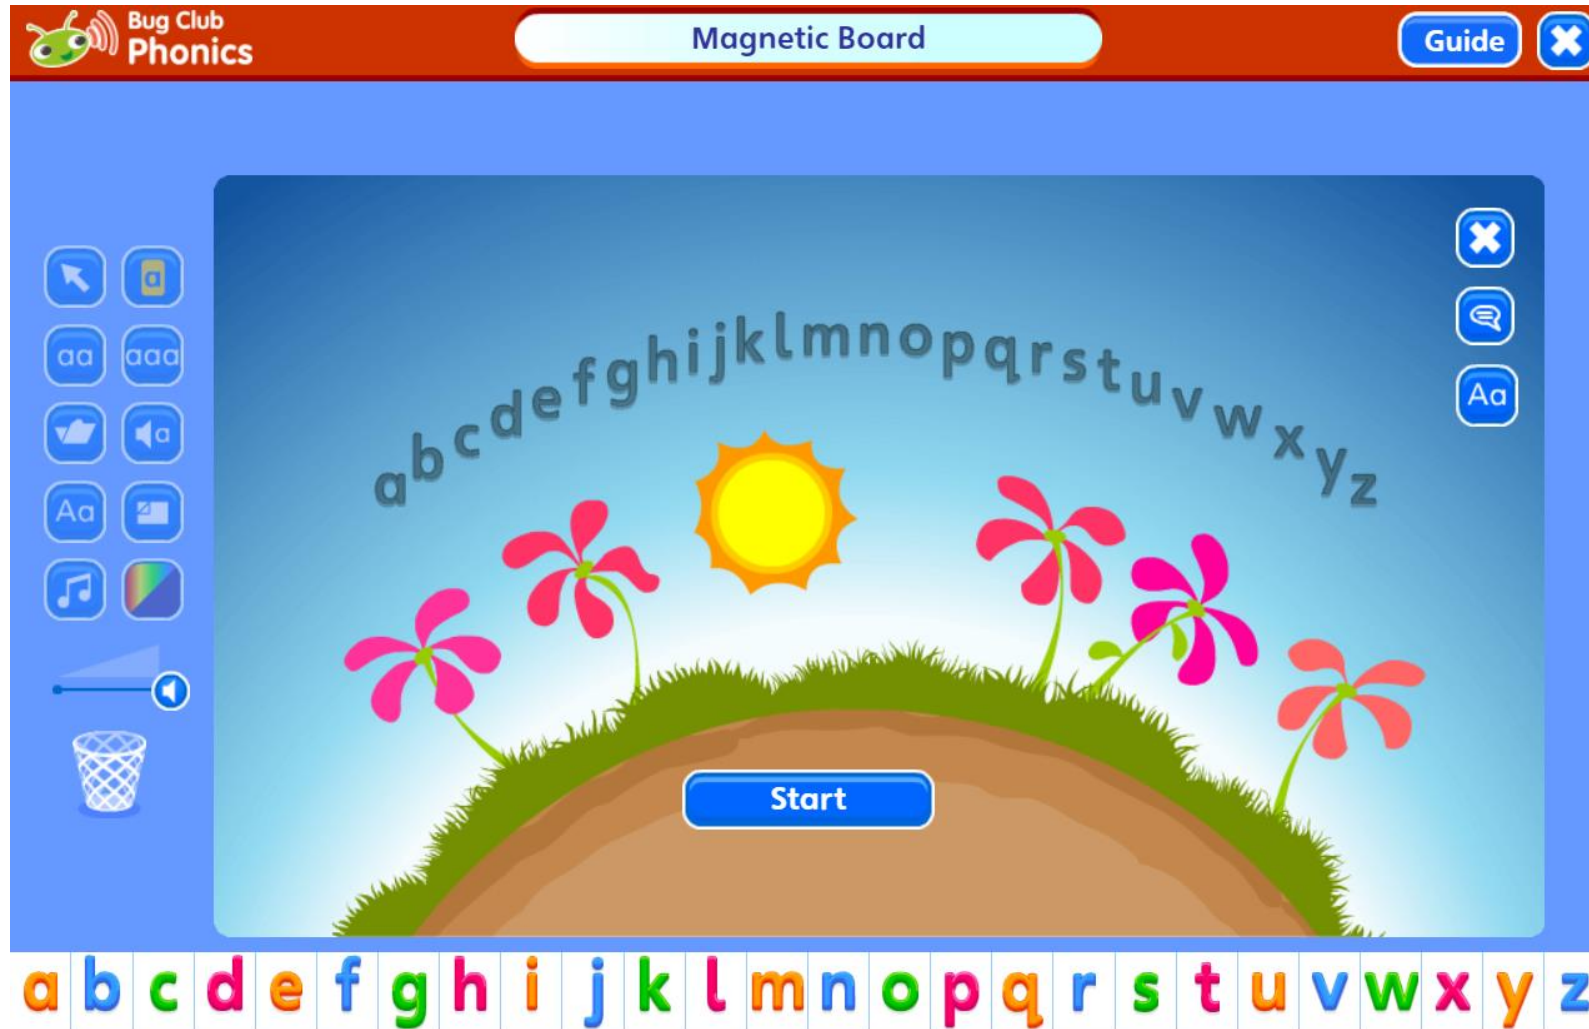 Bug Club
Phonics
Magnetic Board
Guide
a
aa
aaa
a
Aa
Aa
abcdefghijklmnopqrstuvwxyz
Start
a b c d e f g h i j k l m n o p q r s t u v w x y z